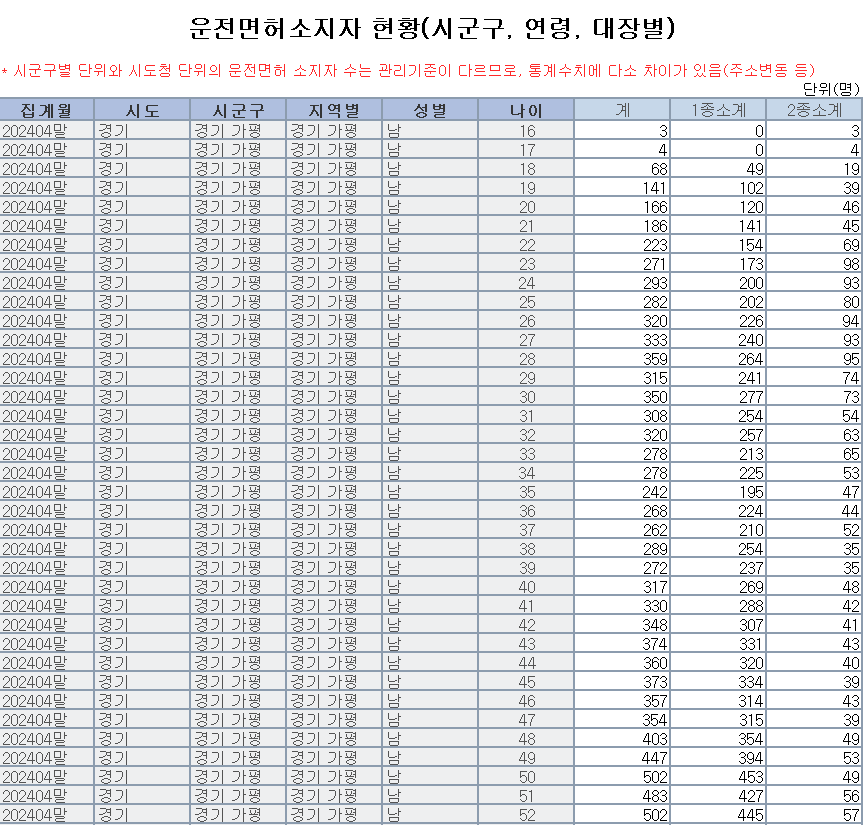 운전면허소지자 현황(시군구, 연령, 대장별)
* 시군구별 단위와 시도청 단위의 운전면허 소지자 수는 관리기준이 다르므로, 통계수치에 다소 차이가 있음(주소변동 등)
단위(명)
집계월 시도 시군구 지역별 성별 나이 계 1종소계 2종소계
202404말 경기 경기 가평 경기 가평 남 16 3 0 3
202404말 경기 경기 가평 경기 가평 남 17 4 0 4
202404말 경기 경기 가평 경기 가평 남 18 68 49 19
202404말 경기 경기 가평 경기 가평 남 19 141 102 39
202404말 경기 경기 가평 경기 가평 남 20 166 120 46
202404말 경기 경기 가평 경기 가평 남 21 186 141 45
202404말 경기 경기 가평 경기 가평 남 22 223 154 69
202404말 경기 경기 가평 경기 가평 남 23 271 173 98
202404말 경기 경기 가평 경기 가평 남 24 293 200 93
202404말 경기 경기 가평 경기 가평 남 25 282 202 80
202404말 경기 경기 가평 경기 가평 남 26 320 226 94
202404말 경기 경기 가평 경기 가평 남 27 333 240 93
202404말 경기 경기 가평 경기 가평 남 28 359 264 95
202404말 경기 경기 가평 경기 가평 남 29 315 241 74
202404말 경기 경기 가평 경기 가평 남 30 350 277 73
202404말 경기 경기 가평 경기 가평 남 31 308 254 54
202404말 경기 경기 가평 경기 가평 남 32 320 257 63
202404말 경기 경기 가평 경기 가평 남 33 278 213 65
202404말 경기 경기 가평 경기 가평 남 34 278 225 53
202404말 경기 경기 가평 경기 가평 남 35 242 195 47
202404말 경기 경기 가평 경기 가평 남 36 268 224 44
202404말 경기 경기 가평 경기 가평 남 37 262 210 52
202404말 경기 경기 가평 경기 가평 남 38 289 254 35
202404말 경기 경기 가평 경기 가평 남 39 272 237 35
202404말 경기 경기 가평 경기 가평 남 40 317 269 48
202404말 경기 경기 가평 경기 가평 남 41 330 288 42
202404말 경기 경기 가평 경기 가평 남 42 348 307 41
202404말 경기 경기 가평 경기 가평 남 43 374 331 43
202404말 경기 경기 가평 경기 가평 남 44 360 320 40
202404말 경기 경기 가평 경기 가평 남 45 373 334 39
202404말 경기 경기 가평 경기 가평 남 46 357 314 43
202404말 경기 경기 가평 경기 가평 남 47 354 315 39
202404말 경기 경기 가평 경기 가평 남 48 403 354 49
202404말 경기 경기 가평 경기 가평 남 49 447 394 53
202404말 경기 경기 가평 경기 가평 남 50 502 453 49
202404말 경기 경기 가평 경기 가평 남 51 483 427 56
202404말 경기 경기 가평 경기 가평 남 52 502 445 57